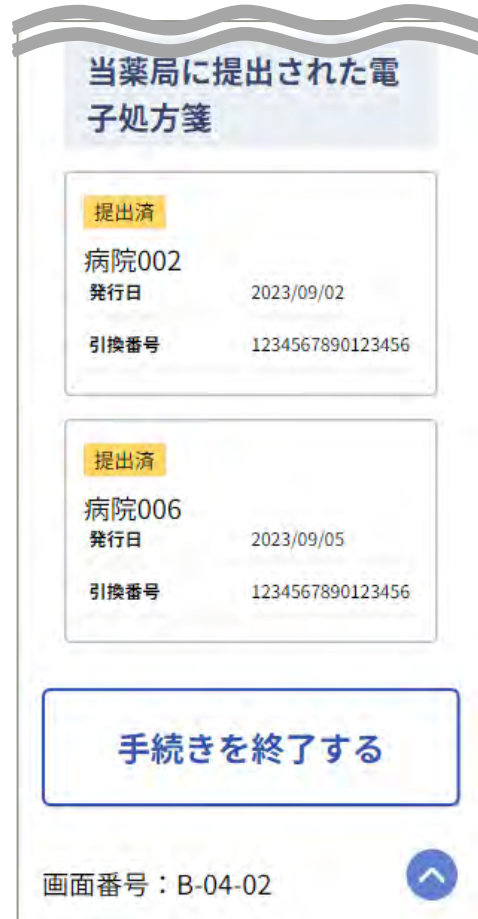 当薬局に提出された電
子処方箋
提出済
病院002
発行日 2023/09/02
引換番号 1234567890123456
提出済
病院006
発行日 2023/09/05
引換番号 1234567890123456
手続きを終了する
画面番号：B-04-02